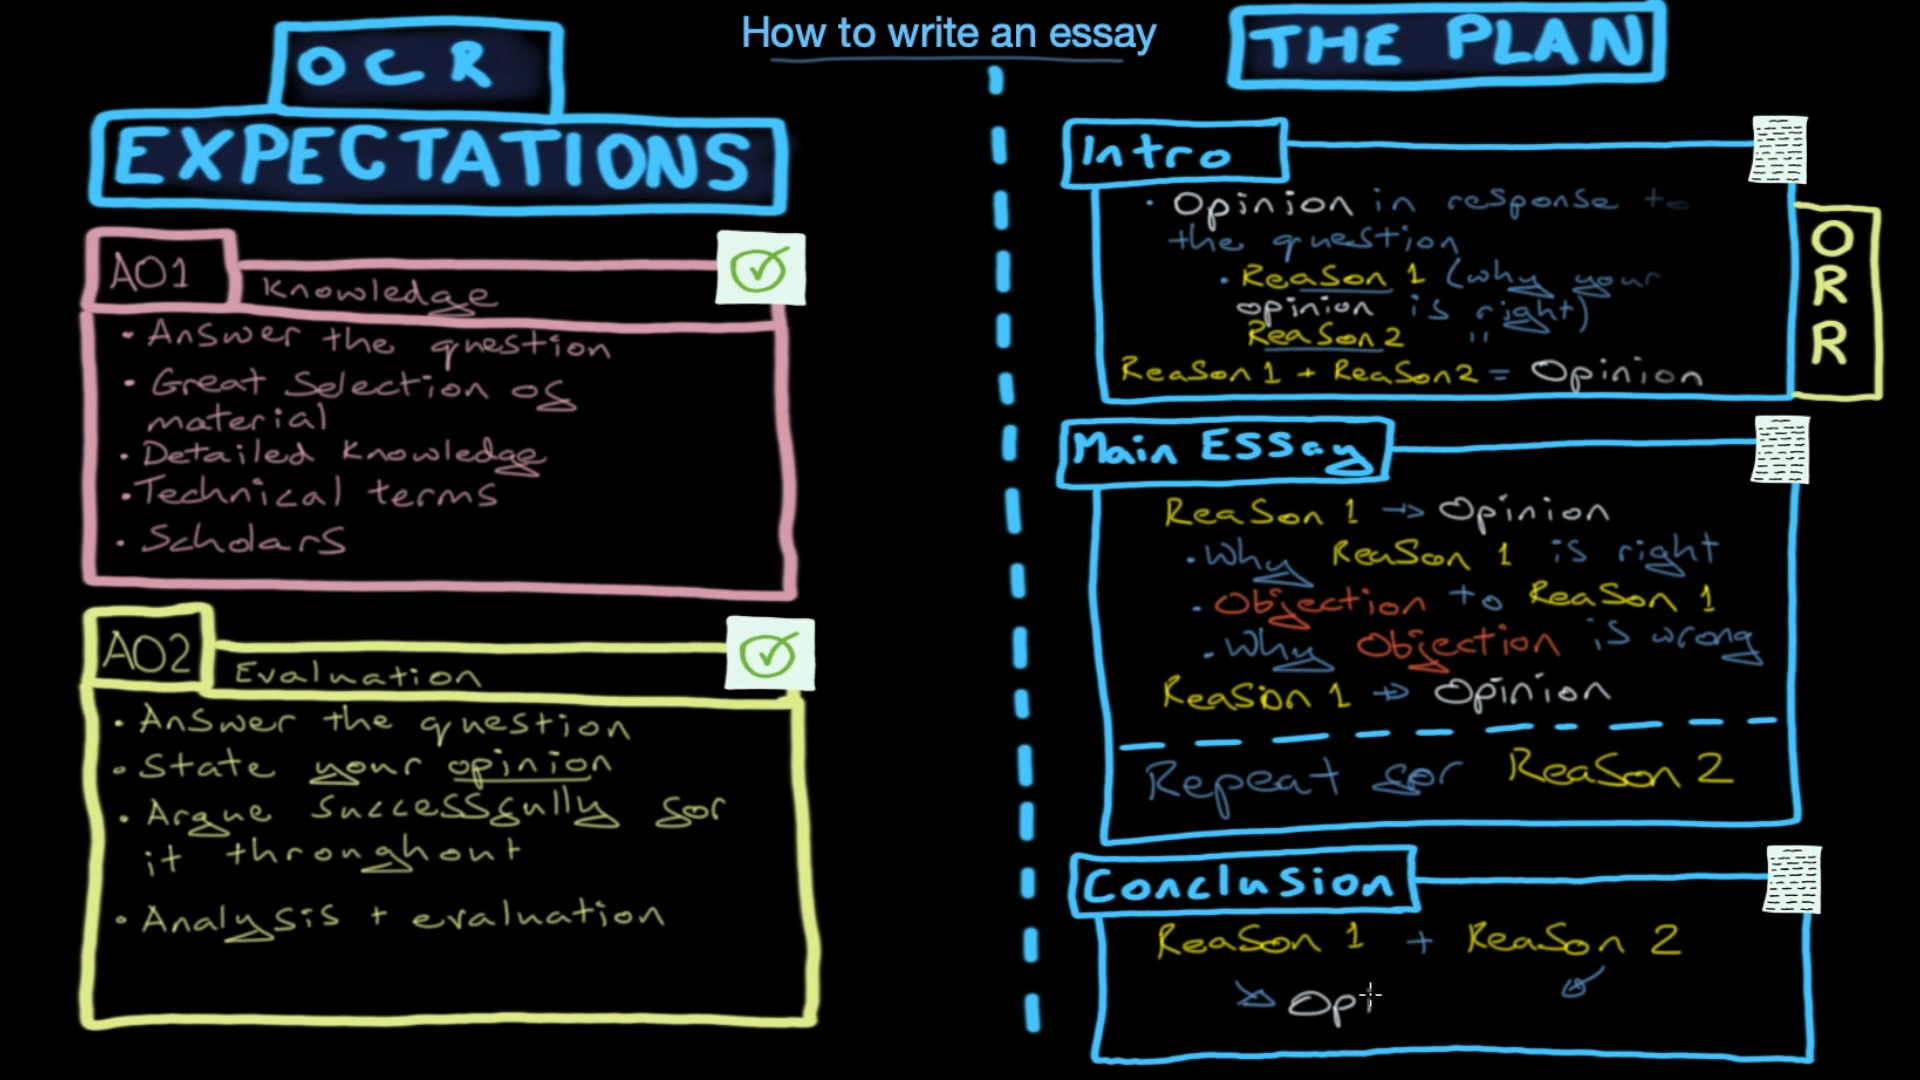 How to write an essay
OCR
EXPECTATIONS
AO1
Knowledge
• Answer the question
• Great selection of
material
• Detailed knowledge
• Technical terms
• Scholars
AO2
Evaluation
• Answer the question
• State your opinion
• Argue successfully for
it throughout
• Analysis + evaluation
THE PLAN
Intro
• Opinion in response to
the question
• Reason 1 (why your
opinion is right)
Reason 2 "
Reason 1 + Reason 2 = Opinion
O
R
R
Main Essay
Reason 1 → Opinion
• Why Reason 1 is right
• Objection to Reason 1
• Why Objection is wrong
Reason 1 → Opinion
Repeat for Reason 2
Conclusion
Reason 1 + Reason 2
Opi